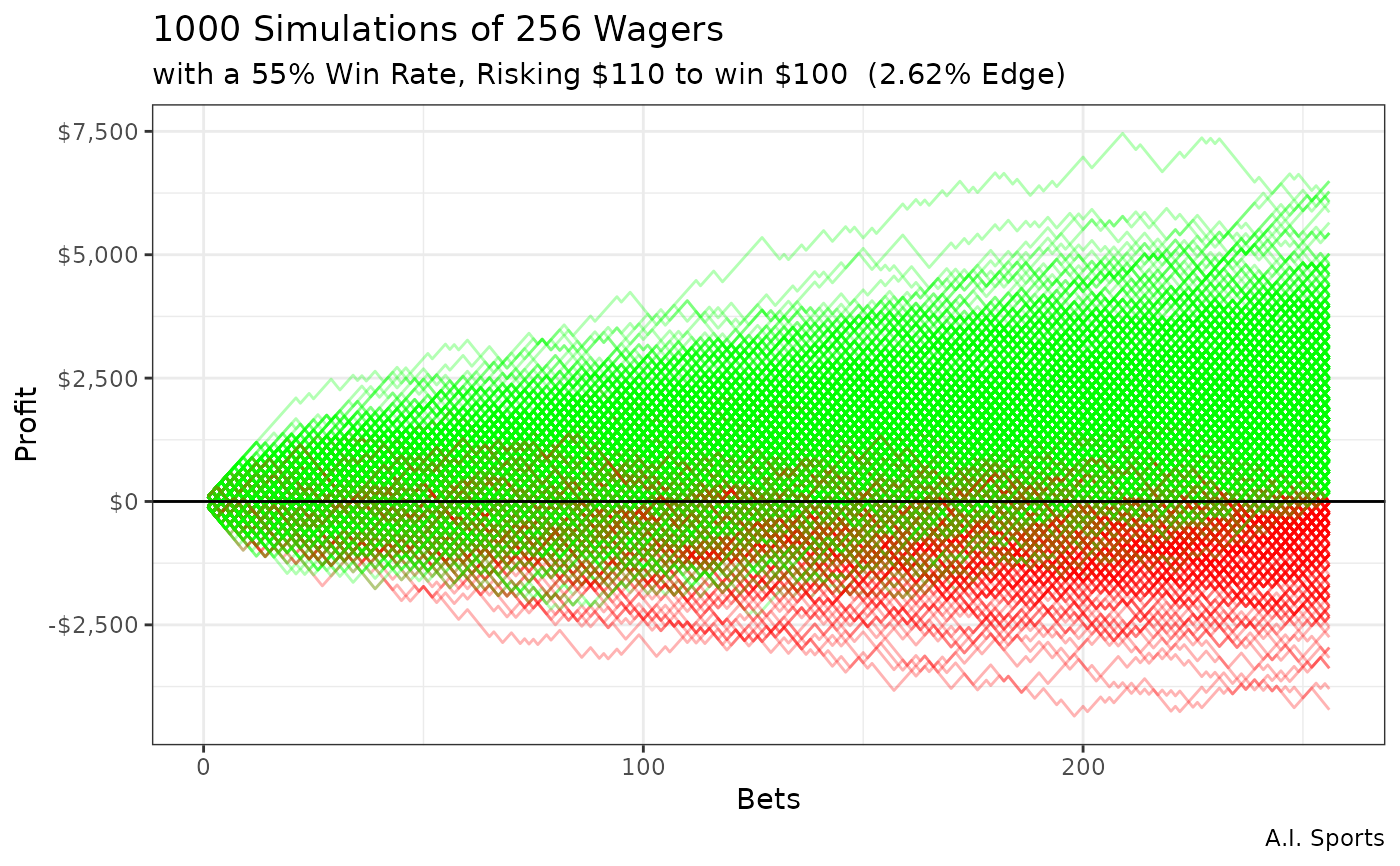 1000 Simulations of 256 Wagers
with a 55% Win Rate, Risking $110 to win $100  (2.62% Edge)
$7,500
$5,000
$2,500
$0
-$2,500
Profit
0
100
200
Bets
A.I. Sports